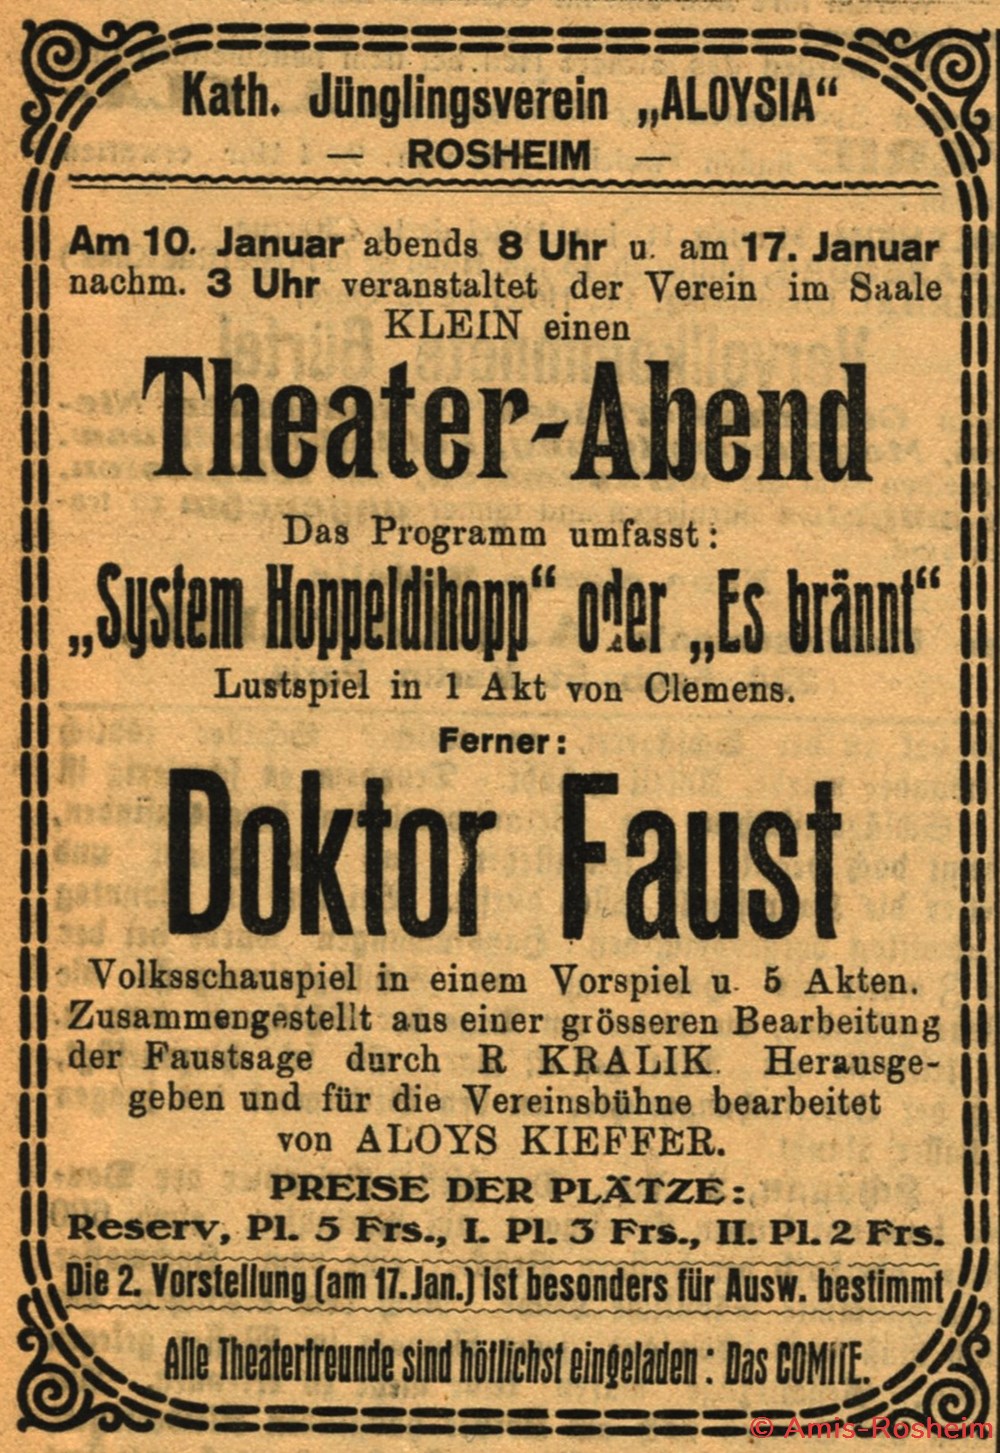 Kath. Jünglingsverein „ALOYSIA“
— ROSHEIM —
Am 10. Januar abends 8 Uhr u. am 17. Januar
nachm. 3 Uhr veranstaltet der Verein im Saale
KLEIN einen
Theater-Abend
Das Programm umfasst:
„System Hoppeldihopp“ oder „Es brännt“
Lustspiel in 1 Akt von Clemens.
Ferner:
Doktor Faust
Volksschauspiel in einem Vorspiel u. 5 Akten.
Zusammengestellt aus einer grösseren Bearbeitung
der Faustsage durch R KRALIK. Herausge-
geben und für die Vereinsbühne bearbeitet
von ALOYS KIEFFER.
PREISE DER PLÄTZE:
Reserv, Pl. 5 Frs., I. Pl. 3 Frs., II. Pl. 2 Frs.
Die 2. Vorstellung (am 17. Jan.) ist besonders für Ausw. bestimmt
Alle Theaterfreunde sind höflichst eingeladen: Das COMITE.
© Amis-Rosheim